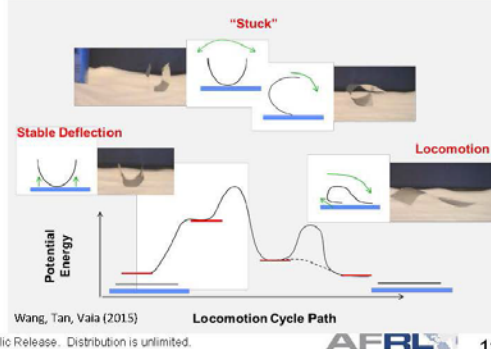 "Stuck"
Stable Deflection
Locomotion
Potential
Energy
Wang, Tan, Vaia (2015)
Locomotion Cycle Path
lic Release. Distribution is unlimited.
AFRL